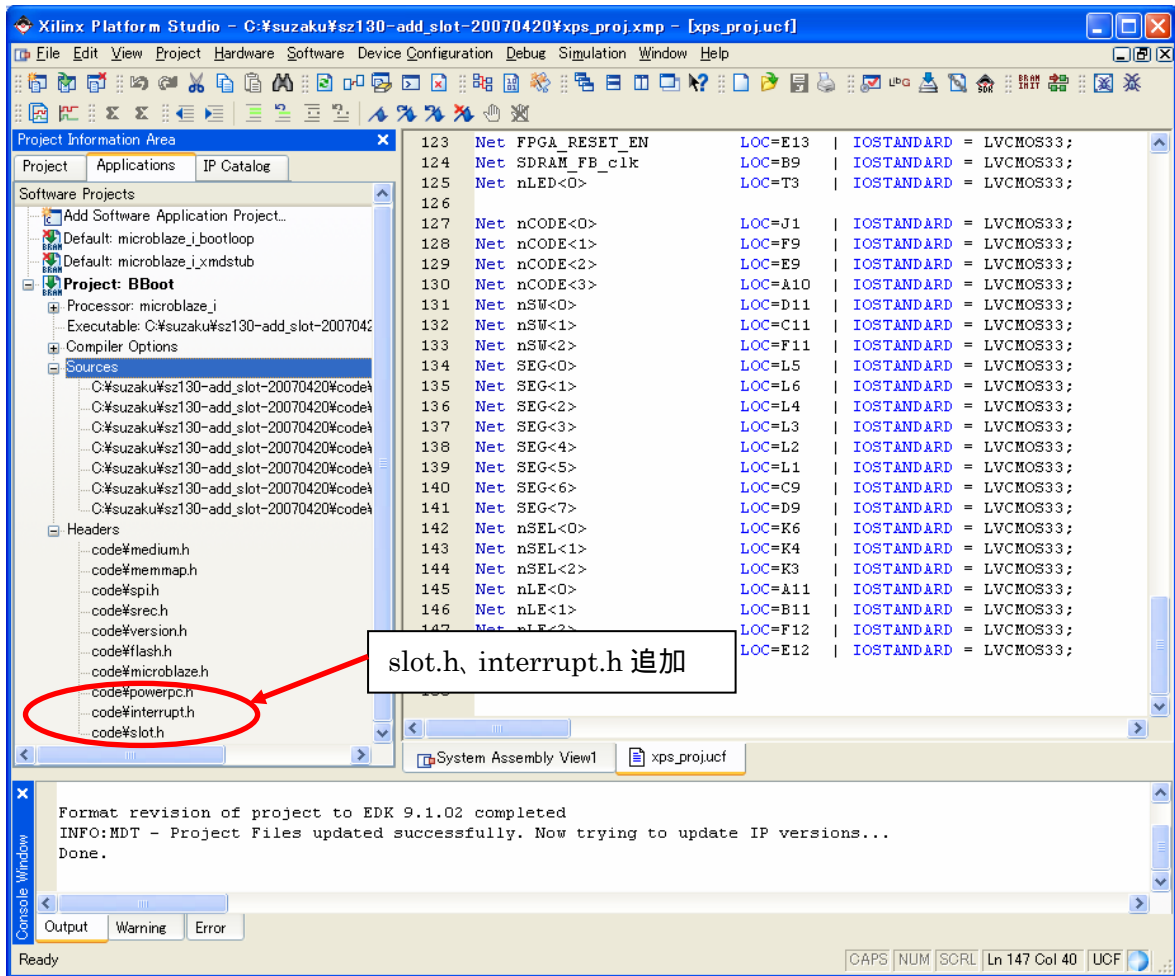 Xilinx Platform Studio - C:¥suzaku¥sz130-add_slot-20070420¥xps_proj.xmp - [xps_proj.ucf]
File Edit View Project Hardware Software Device Configuration Debug Simulation Window Help
Project Information Area
Project Applications IP Catalog
Software Projects
Add Software Application Project...
Default: microblaze_i_bootloop
Default: microblaze_i_xmdstub
Project: BBoot
Processor: microblaze_i
Executable: C:¥suzaku¥sz130-add_slot-2007042
Compiler Options
Sources
C:¥suzaku¥sz130-add_slot-20070420¥code¥
C:¥suzaku¥sz130-add_slot-20070420¥code¥
C:¥suzaku¥sz130-add_slot-20070420¥code¥
C:¥suzaku¥sz130-add_slot-20070420¥code¥
C:¥suzaku¥sz130-add_slot-20070420¥code¥
C:¥suzaku¥sz130-add_slot-20070420¥code¥
C:¥suzaku¥sz130-add_slot-20070420¥code¥
Headers
code¥medium.h
code¥memmap.h
code¥spi.h
code¥srec.h
code¥version.h
code¥flash.h
code¥microblaze.h
code¥powerpc.h
code¥interrupt.h
code¥slot.h
123 Net FPGA_RESET_EN LOC=E13 | IOSTANDARD = LVCMOS33;
124 Net SDRAM_FB_clk LOC=B9 | IOSTANDARD = LVCMOS33;
125 Net nLED<0> LOC=T3 | IOSTANDARD = LVCMOS33;
126
127 Net nCODE<0> LOC=J1 | IOSTANDARD = LVCMOS33;
128 Net nCODE<1> LOC=F9 | IOSTANDARD = LVCMOS33;
129 Net nCODE<2> LOC=E9 | IOSTANDARD = LVCMOS33;
130 Net nCODE<3> LOC=A10 | IOSTANDARD = LVCMOS33;
131 Net nSW<0> LOC=D11 | IOSTANDARD = LVCMOS33;
132 Net nSW<1> LOC=C11 | IOSTANDARD = LVCMOS33;
133 Net nSW<2> LOC=F11 | IOSTANDARD = LVCMOS33;
134 Net SEG<0> LOC=L5 | IOSTANDARD = LVCMOS33;
135 Net SEG<1> LOC=L6 | IOSTANDARD = LVCMOS33;
136 Net SEG<2> LOC=L4 | IOSTANDARD = LVCMOS33;
137 Net SEG<3> LOC=L3 | IOSTANDARD = LVCMOS33;
138 Net SEG<4> LOC=L2 | IOSTANDARD = LVCMOS33;
139 Net SEG<5> LOC=L1 | IOSTANDARD = LVCMOS33;
140 Net SEG<6> LOC=C9 | IOSTANDARD = LVCMOS33;
141 Net SEG<7> LOC=D9 | IOSTANDARD = LVCMOS33;
142 Net nSEL<0> LOC=K6 | IOSTANDARD = LVCMOS33;
143 Net nSEL<1> LOC=K4 | IOSTANDARD = LVCMOS33;
144 Net nSEL<2> LOC=K3 | IOSTANDARD = LVCMOS33;
145 Net nLE<0> LOC=A11 | IOSTANDARD = LVCMOS33;
146 Net nLE<1> LOC=B11 | IOSTANDARD = LVCMOS33;
147 Net nLE<2> LOC=F12 | IOSTANDARD = LVCMOS33;
LOC=E12 | IOSTANDARD = LVCMOS33;
slot.h、interrupt.h 追加
System Assembly View1 xps_proj.ucf
Console Window
Format revision of project to EDK 9.1.02 completed
INFO:MDT - Project Files updated successfully. Now trying to update IP versions...
Done.
Output Warning Error
Ready CAPS NUM SCRL Ln 147 Col 40 UCF